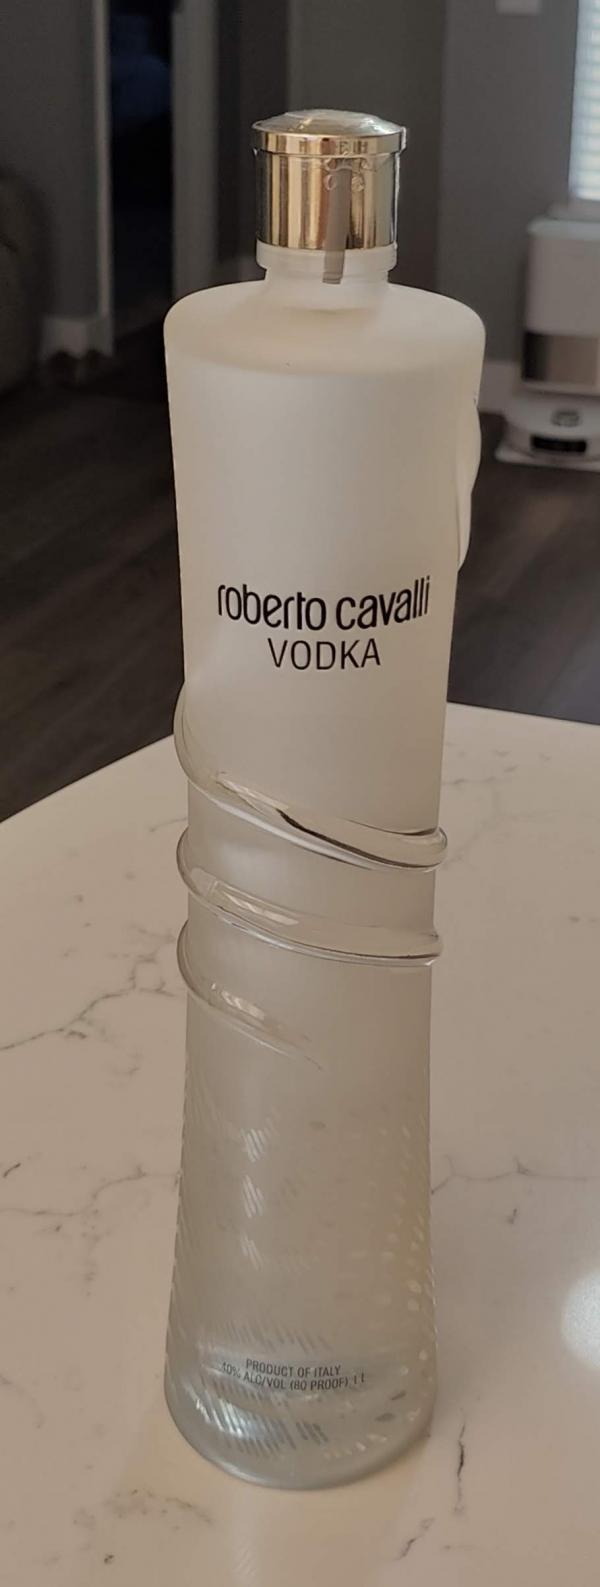 roberto cavalli
VODKA
PRODUCT OF ITALY
40% ALC/VOL (80 PROOF) 1 L